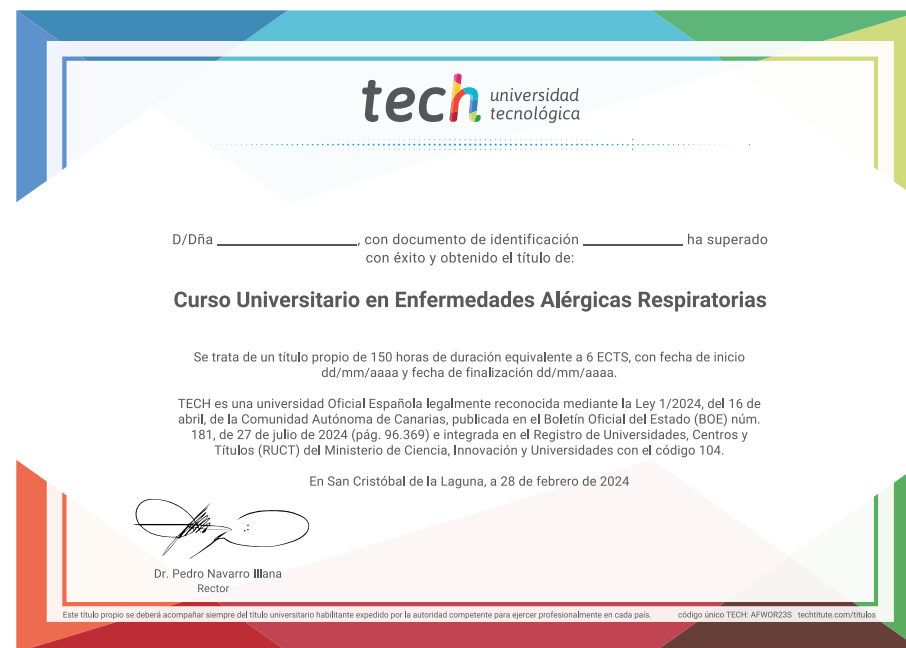 tech universidad
tecnológica
D/Dña ____________, con documento de identificación ____________ ha superado
con éxito y obtenido el título de:
Curso Universitario en Enfermedades Alérgicas Respiratorias
Se trata de un título propio de 150 horas de duración equivalente a 6 ECTS, con fecha de inicio
dd/mm/aaaa y fecha de finalización dd/mm/aaaa.
TECH es una universidad Oficial Española legalmente reconocida mediante la Ley 1/2024, del 16 de
abril, de la Comunidad Autónoma de Canarias, publicada en el Boletín Oficial del Estado (BOE) núm.
181, de 27 de julio de 2024 (pág. 96.369) e integrada en el Registro de Universidades, Centros y
Títulos (RUCT) del Ministerio de Ciencia, Innovación y Universidades con el código 104.
En San Cristóbal de la Laguna, a 28 de febrero de 2024
Dr. Pedro Navarro Illana
Rector
Este título propio se deberá acompañar siempre del título universitario habilitante expedido por la autoridad competente para ejercer profesionalmente en cada país. código único TECH: AFWOR23S techtitute.com/titulos